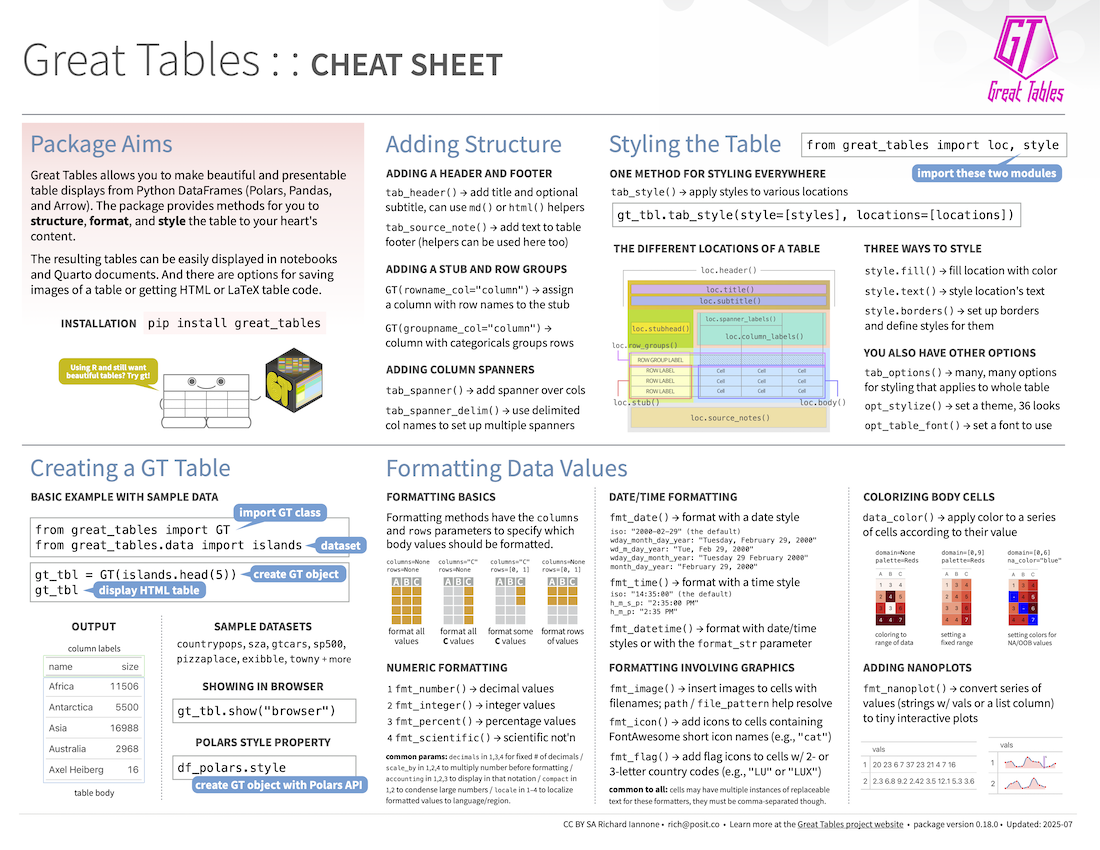 Great Tables : : CHEAT SHEET
GT
Great Tables
Package Aims
Great Tables allows you to make beautiful and presentable
table displays from Python DataFrames (Polars, Pandas,
and Arrow). The package provides methods for you to
structure, format, and style the table to your heart's
content.
The resulting tables can be easily displayed in notebooks
and Quarto documents. And there are options for saving
images of a table or getting HTML or LaTeX table code.
INSTALLATION pip install great_tables
Using R and still want
beautiful tables? Try gt!
GT
Adding Structure
ADDING A HEADER AND FOOTER
tab_header() → add title and optional
subtitle, can use md() or html() helpers
tab_source_note() → add text to table
footer (helpers can be used here too)
ADDING A STUB AND ROW GROUPS
GT(rowname_col="column") → assign
a column with row names to the stub
GT(groupname_col="column") →
column with categoricals groups rows
ADDING COLUMN SPANNERS
tab_spanner() → add spanner over cols
tab_spanner_delim() → use delimited
col names to set up multiple spanners
Styling the Table
from great_tables import loc, style
import these two modules
ONE METHOD FOR STYLING EVERYWHERE
tab_style() → apply styles to various locations
gt_tbl.tab_style(style=[styles], locations=[locations])
THE DIFFERENT LOCATIONS OF A TABLE
loc.header()
loc.title()
loc.subtitle()
loc.spanner_labels()
loc.stubhead()
loc.column_labels()
loc.row_groups()
ROW GROUP LABEL
ROW LABEL Cell Cell Cell
ROW LABEL Cell Cell Cell
ROW LABEL Cell Cell Cell
loc.stub() loc.body()
loc.source_notes()
THREE WAYS TO STYLE
style.fill() → fill location with color
style.text() → style location's text
style.borders() → set up borders
and define styles for them
YOU ALSO HAVE OTHER OPTIONS
tab_options() → many, many options
for styling that applies to whole table
opt_stylize() → set a theme, 36 looks
opt_table_font() → set a font to use
Creating a GT Table
BASIC EXAMPLE WITH SAMPLE DATA
import GT class
from great_tables import GT
from great_tables.data import islands
dataset
gt_tbl = GT(islands.head(5))
create GT object
gt_tbl
display HTML table
OUTPUT
column labels
name size
Africa 11506
Antarctica 5500
Asia 16988
Australia 2968
Axel Heiberg 16
table body
SAMPLE DATASETS
countrypops, sza, gtcars, sp500,
pizzaplace, exibble, towny + more
SHOWING IN BROWSER
gt_tbl.show("browser")
POLARS STYLE PROPERTY
df_polars.style
create GT object with Polars API
Formatting Data Values
FORMATTING BASICS
Formatting methods have the columns
and rows parameters to specify which
body values should be formatted.
columns=None columns="C" columns="C" columns=None
rows=None rows=None rows=[0, 1] rows=[0, 1]
A B C A B C A B C A B C
format all format all format some format rows
values C values C values of values
NUMERIC FORMATTING
1 fmt_number() → decimal values
2 fmt_integer() → integer values
3 fmt_percent() → percentage values
4 fmt_scientific() → scientific not'n
common params: decimals in 1,3,4 for fixed # of decimals /
scale_by in 1,2,4 to multiply number before formatting /
accounting in 1,2,3 to display in that notation / compact in
1,2 to condense large numbers / locale in 1–4 to localize
formatted values to language/region.
DATE/TIME FORMATTING
fmt_date() → format with a date style
iso: "2000-02-29" (the default)
wday_month_day_year: "Tuesday, February 29, 2000"
wd_m_day_year: "Tue, Feb 29, 2000"
wday_day_month_year: "Tuesday 29 February 2000"
month_day_year: "February 29, 2000"
fmt_time() → format with a time style
iso: "14:35:00" (the default)
h_m_s_p: "2:35:00 PM"
h_m_p: "2:35 PM"
fmt_datetime() → format with date/time
styles or with the format_str parameter
FORMATTING INVOLVING GRAPHICS
fmt_image() → insert images to cells with
filenames; path / file_pattern help resolve
fmt_icon() → add icons to cells containing
FontAwesome short icon names (e.g., "cat")
fmt_flag() → add flag icons to cells w/ 2- or
3-letter country codes (e.g., "LU" or "LUX")
common to all: cells may have multiple instances of replaceable
text for these formatters, they must be comma-separated though.
COLORIZING BODY CELLS
data_color() → apply color to a series
of cells according to their value
domain=None domain=[0,9] domain=[0,6]
palette=Reds palette=Reds na_color="blue"
A B C A B C A B C
coloring to setting a setting colors for
range of data fixed range NA/OOB values
ADDING NANOPLOTS
fmt_nanoplot() → convert series of
values (strings w/ vals or a list column)
to tiny interactive plots
vals
1 20 23 6 7 37 23 21 4 7 16
2 2.3 6.8 9.2 2.42 3.5 12.1 5.3 3.6
vals
1
2
CC BY SA Richard Iannone • rich@posit.co • Learn more at the Great Tables project website • package version 0.18.0 • Updated: 2025-07